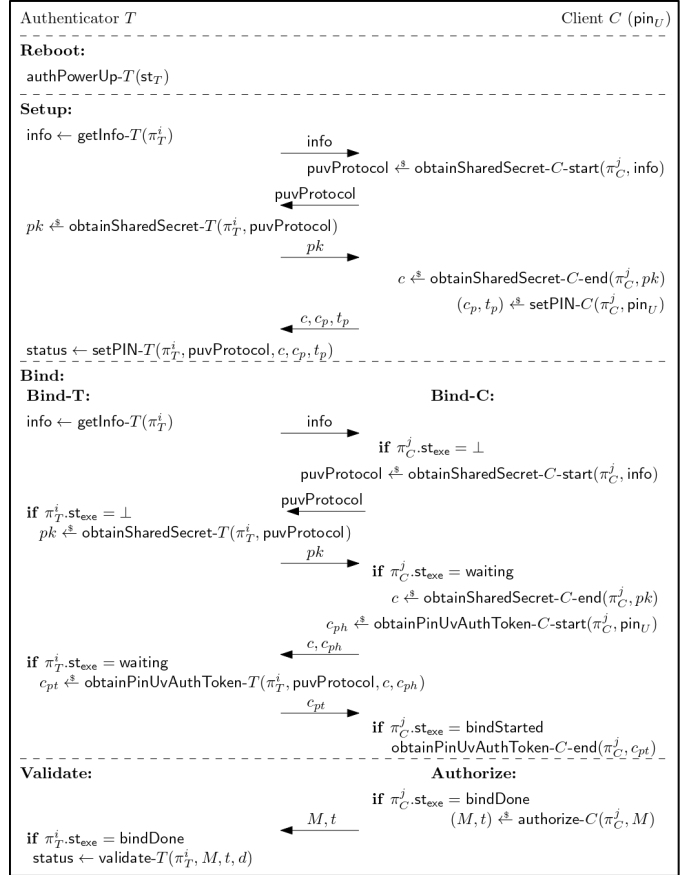 Authenticator T Client C (pin_U)
Reboot:
authPowerUp-T(st_T)
Setup:
info ← getInfo-T(π_T^i)
info
puvProtocol ←$ obtainSharedSecret-C-start(π_C^j, info)
puvProtocol
pk ←$ obtainSharedSecret-T(π_T^i, puvProtocol)
pk
c ←$ obtainSharedSecret-C-end(π_C^j, pk)
(c_p, t_p) ←$ setPIN-C(π_C^j, pin_U)
c, c_p, t_p
status ← setPIN-T(π_T^i, puvProtocol, c, c_p, t_p)
Bind:
Bind-T: Bind-C:
info ← getInfo-T(π_T^i)
info
if π_C^j.st_exe = ⊥
puvProtocol ←$ obtainSharedSecret-C-start(π_C^j, info)
puvProtocol
if π_T^i.st_exe = ⊥
pk ←$ obtainSharedSecret-T(π_T^i, puvProtocol)
pk
if π_C^j.st_exe = waiting
c ←$ obtainSharedSecret-C-end(π_C^j, pk)
c_ph ←$ obtainPinUvAuthToken-C-start(π_C^j, pin_U)
c, c_ph
if π_T^i.st_exe = waiting
c_pt ←$ obtainPinUvAuthToken-T(π_T^i, puvProtocol, c, c_ph)
c_pt
if π_C^j.st_exe = bindStarted
obtainPinUvAuthToken-C-end(π_C^j, c_pt)
Validate: Authorize:
if π_C^j.st_exe = bindDone
M, t
(M, t) ←$ authorize-C(π_C^j, M)
if π_T^i.st_exe = bindDone
status ← validate-T(π_T^i, M, t, d)